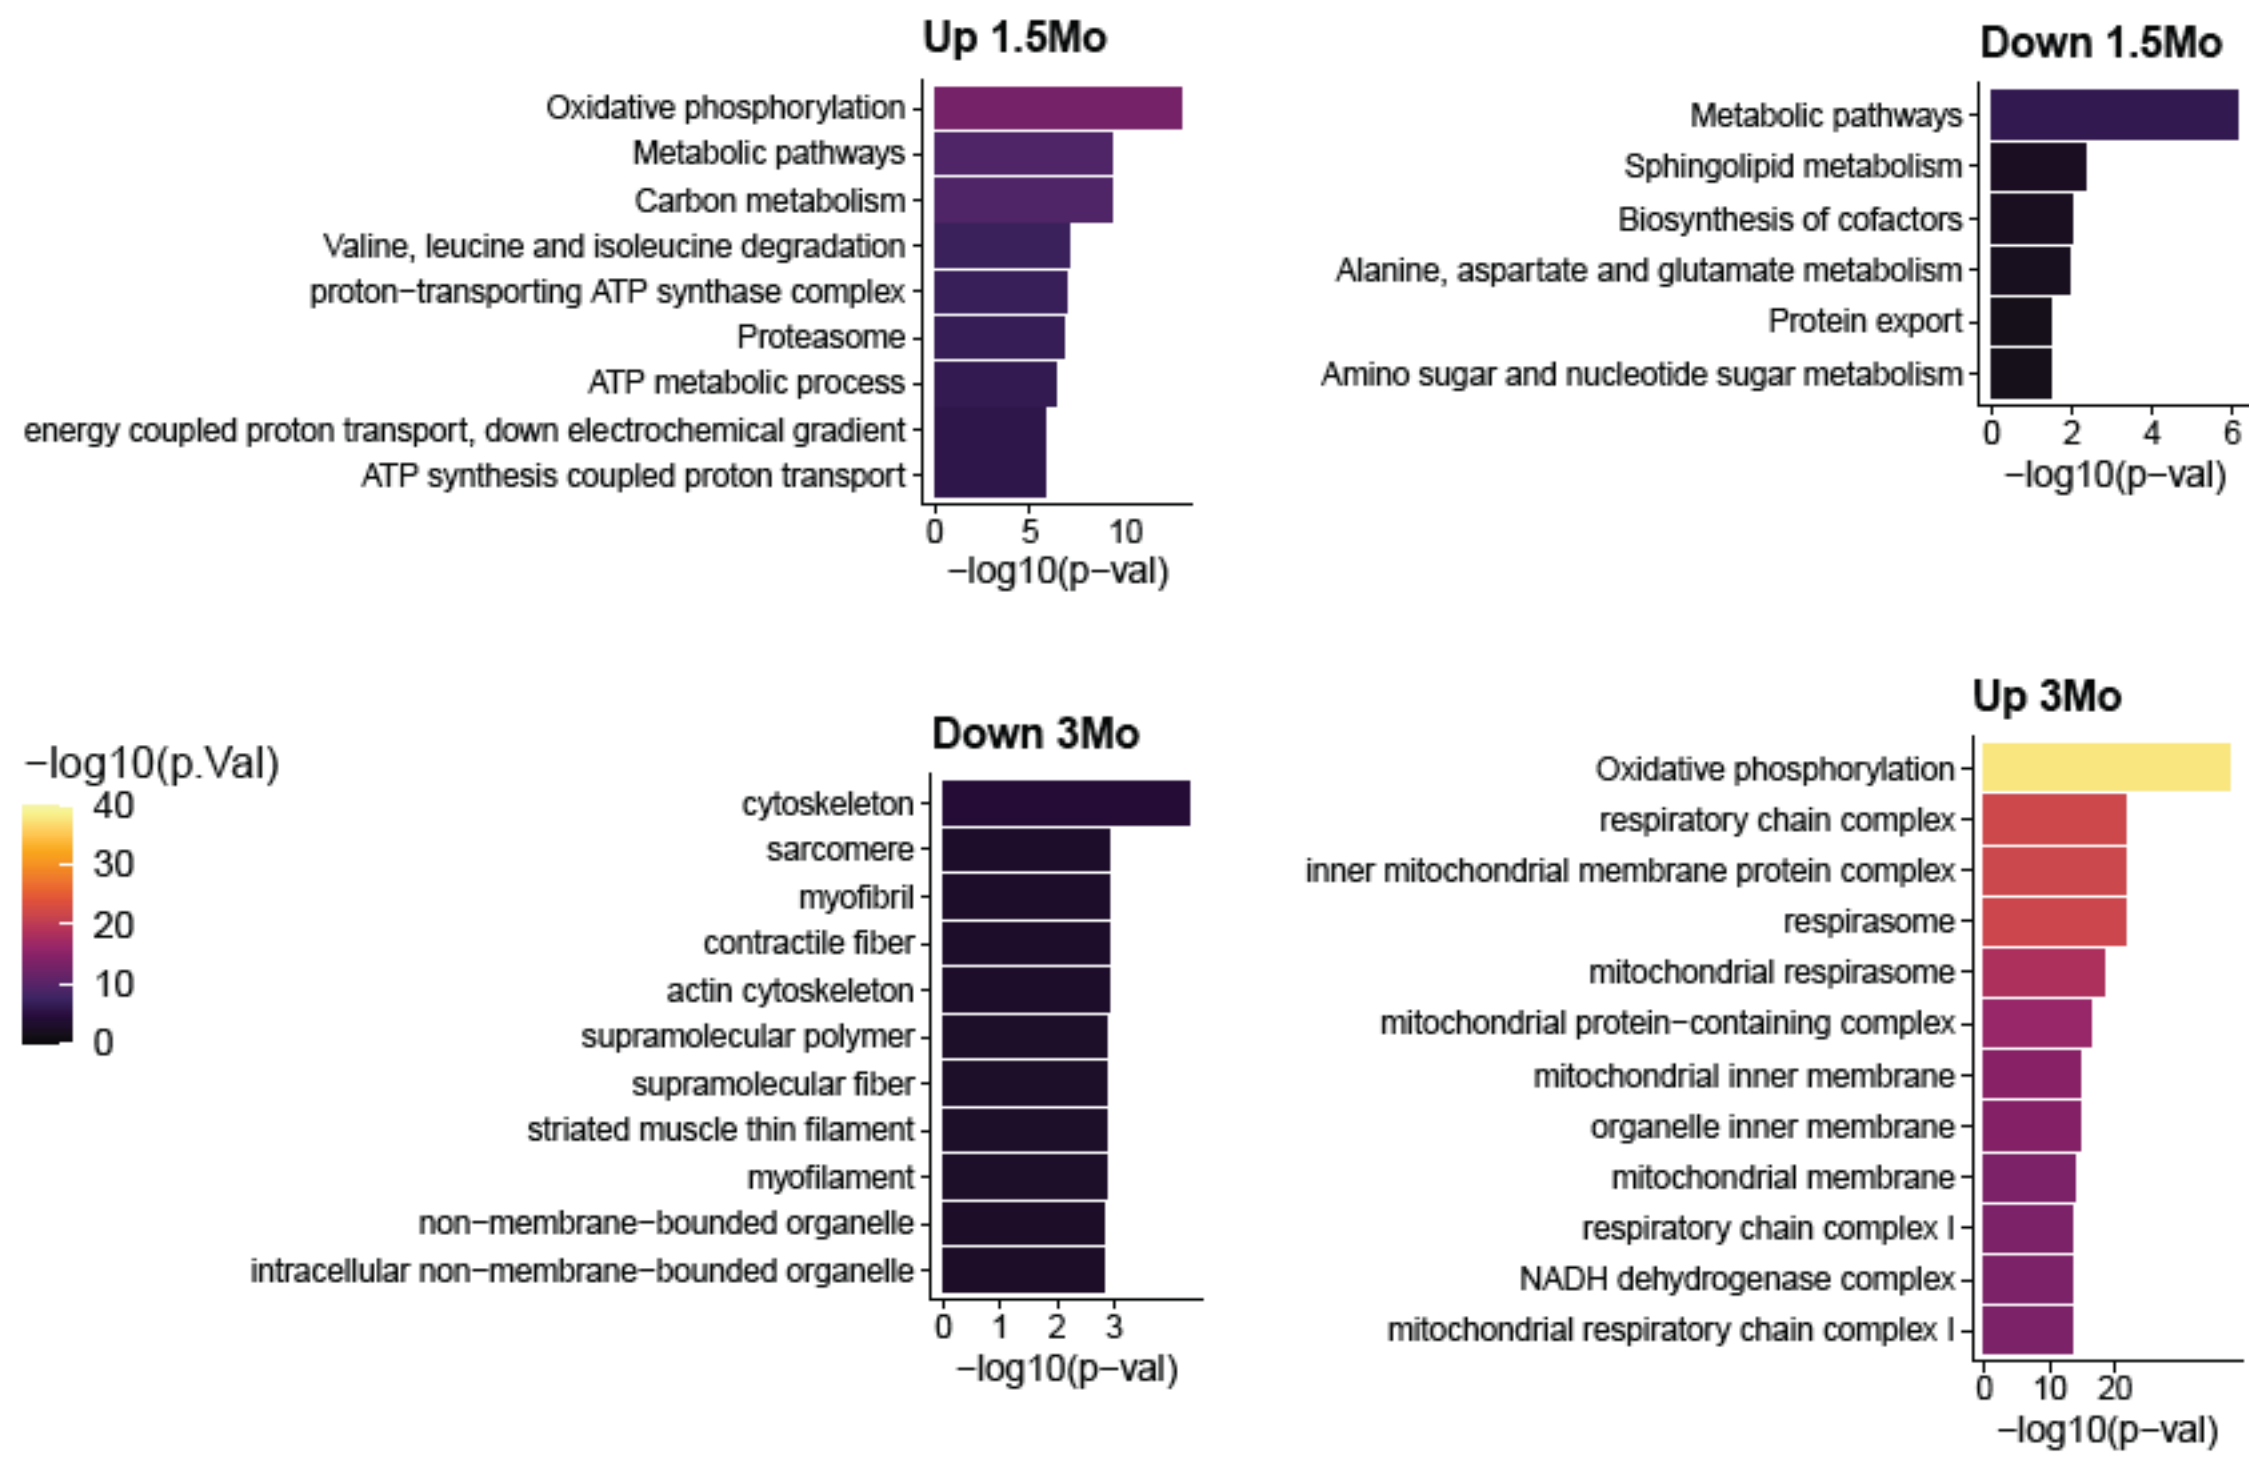 Up 1.5Mo
Oxidative phosphorylation
Metabolic pathways
Carbon metabolism
Valine, leucine and isoleucine degradation
proton−transporting ATP synthase complex
Proteasome
ATP metabolic process
energy coupled proton transport, down electrochemical gradient
ATP synthesis coupled proton transport
0 5 10
−log10(p−val)
Down 1.5Mo
Metabolic pathways
Sphingolipid metabolism
Biosynthesis of cofactors
Alanine, aspartate and glutamate metabolism
Protein export
Amino sugar and nucleotide sugar metabolism
0 2 4 6
−log10(p−val)
−log10(p.Val)
40
30
20
10
0
Down 3Mo
cytoskeleton
sarcomere
myofibril
contractile fiber
actin cytoskeleton
supramolecular polymer
supramolecular fiber
striated muscle thin filament
myofilament
non−membrane−bounded organelle
intracellular non−membrane−bounded organelle
0 1 2 3
−log10(p−val)
Up 3Mo
Oxidative phosphorylation
respiratory chain complex
inner mitochondrial membrane protein complex
respirasome
mitochondrial respirasome
mitochondrial protein−containing complex
mitochondrial inner membrane
organelle inner membrane
mitochondrial membrane
respiratory chain complex I
NADH dehydrogenase complex
mitochondrial respiratory chain complex I
0 10 20
−log10(p−val)